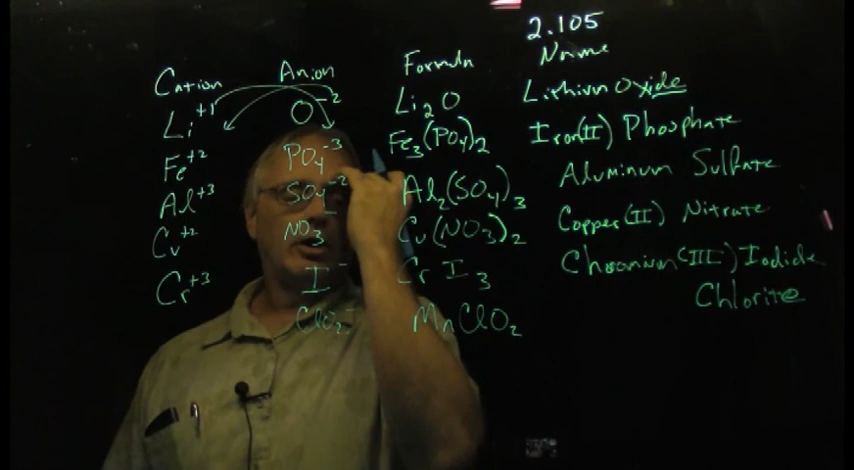 2.105
Cation Anion Formula Name
Li+1 O-2 Li2O Lithium Oxide
Fe+2 PO4-3 Fe3(PO4)2 Iron(II) Phosphate
Al+3 SO4-2 Al2(SO4)3 Aluminum Sulfate
Cu+2 NO3- Cu(NO3)2 Copper(II) Nitrate
Cr+3 I- CrI3 Chromium(III) Iodide
ClO2- MnClO2 Chlorite